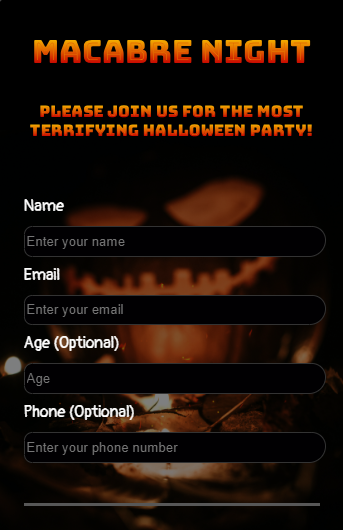 MACABRE NIGHT
PLEASE JOIN US FOR THE MOST
TERRIFYING HALLOWEEN PARTY!
Name
Enter your name
Email
Enter your email
Age (Optional)
Age
Phone (Optional)
Enter your phone number